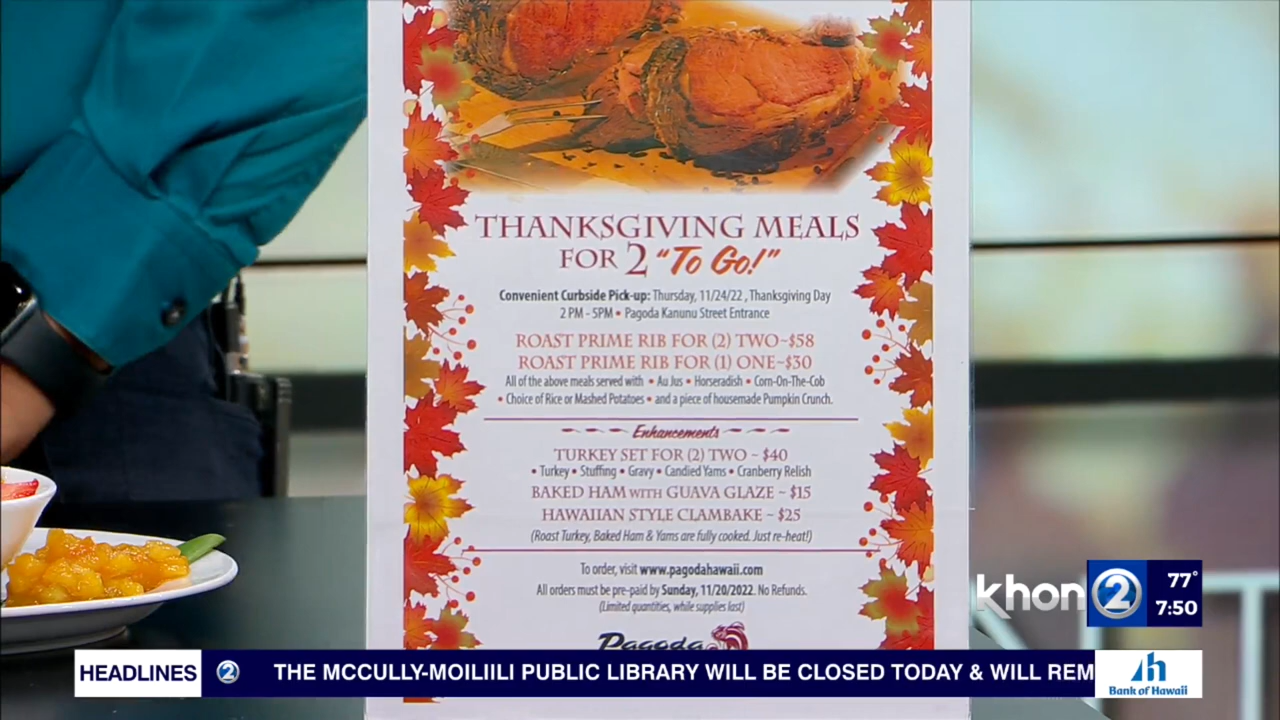 THANKSGIVING MEALS
FOR 2 "To Go!"
Convenient Curbside Pick-up: Thursday, 11/24/22 , Thanksgiving Day
2 PM - 5PM • Pagoda Kanunu Street Entrance
ROAST PRIME RIB FOR (2) TWO~$58
ROAST PRIME RIB FOR (1) ONE~$30
All of the above meals served with • Au Jus • Horseradish • Corn-On-The-Cob
• Choice of Rice or Mashed Potatoes • and a piece of housemade Pumpkin Crunch.
Enhancements
TURKEY SET FOR (2) TWO ~ $40
• Turkey • Stuffing • Gravy • Candied Yams • Cranberry Relish
BAKED HAM WITH GUAVA GLAZE ~ $15
HAWAIIAN STYLE CLAMBAKE ~ $25
(Roast Turkey, Baked Ham & Yams are fully cooked. Just re-heat!)
To order, visit www.pagodahawaii.com
All orders must be pre-paid by Sunday, 11/20/2022. No Refunds.
(Limited quantities, while supplies last)
Pagoda
khon 2 77°
7:50
HEADLINES 2 THE MCCULLY-MOILIILI PUBLIC LIBRARY WILL BE CLOSED TODAY & WILL REM
Bank of Hawaii